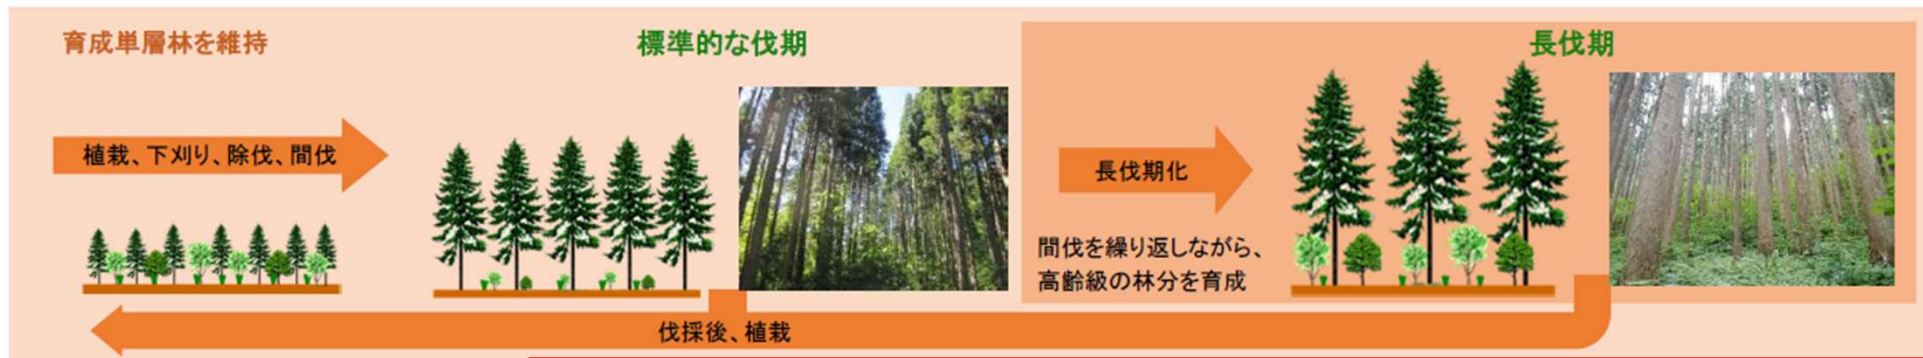 育成単層林を維持
標準的な伐期
長伐期
植栽、下刈り、除伐、間伐
長伐期化
間伐を繰り返しながら、
高齢級の林分を育成
伐採後、植栽